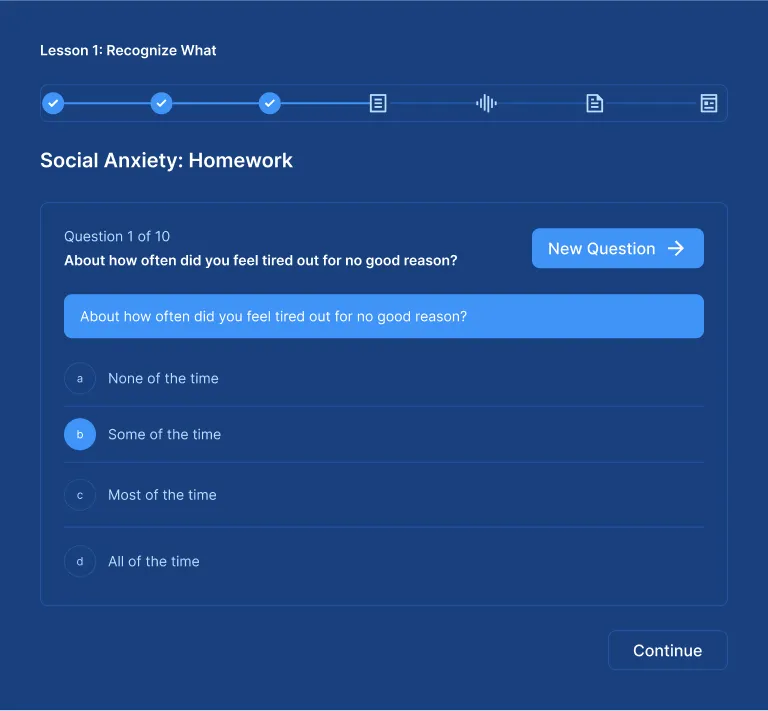 Lesson 1: Recognize What
Social Anxiety: Homework
Question 1 of 10
About how often did you feel tired out for no good reason?
New Question
About how often did you feel tired out for no good reason?
a None of the time
b Some of the time
c Most of the time
d All of the time
Continue